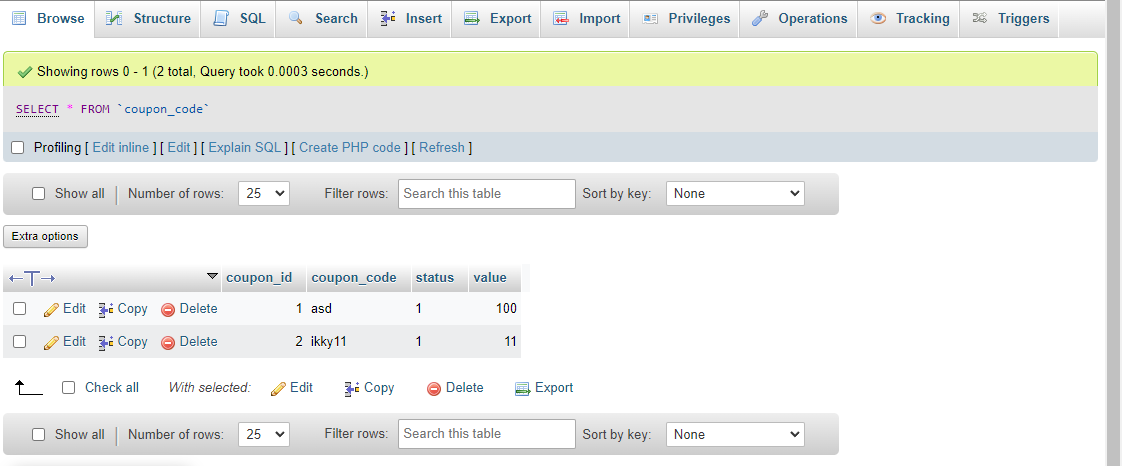 Browse Structure SQL Search Insert Export Import Privileges Operations Tracking Triggers
Showing rows 0 - 1 (2 total, Query took 0.0003 seconds.)
SELECT * FROM `coupon_code`
Profiling [ Edit inline ] [ Edit ] [ Explain SQL ] [ Create PHP code ] [ Refresh ]
Show all Number of rows: 25 Filter rows: Search this table Sort by key: None
Extra options
coupon_id coupon_code status value
Edit Copy Delete 1 asd 1 100
Edit Copy Delete 2 ikky11 1 11
Check all With selected: Edit Copy Delete Export
Show all Number of rows: 25 Filter rows: Search this table Sort by key: None